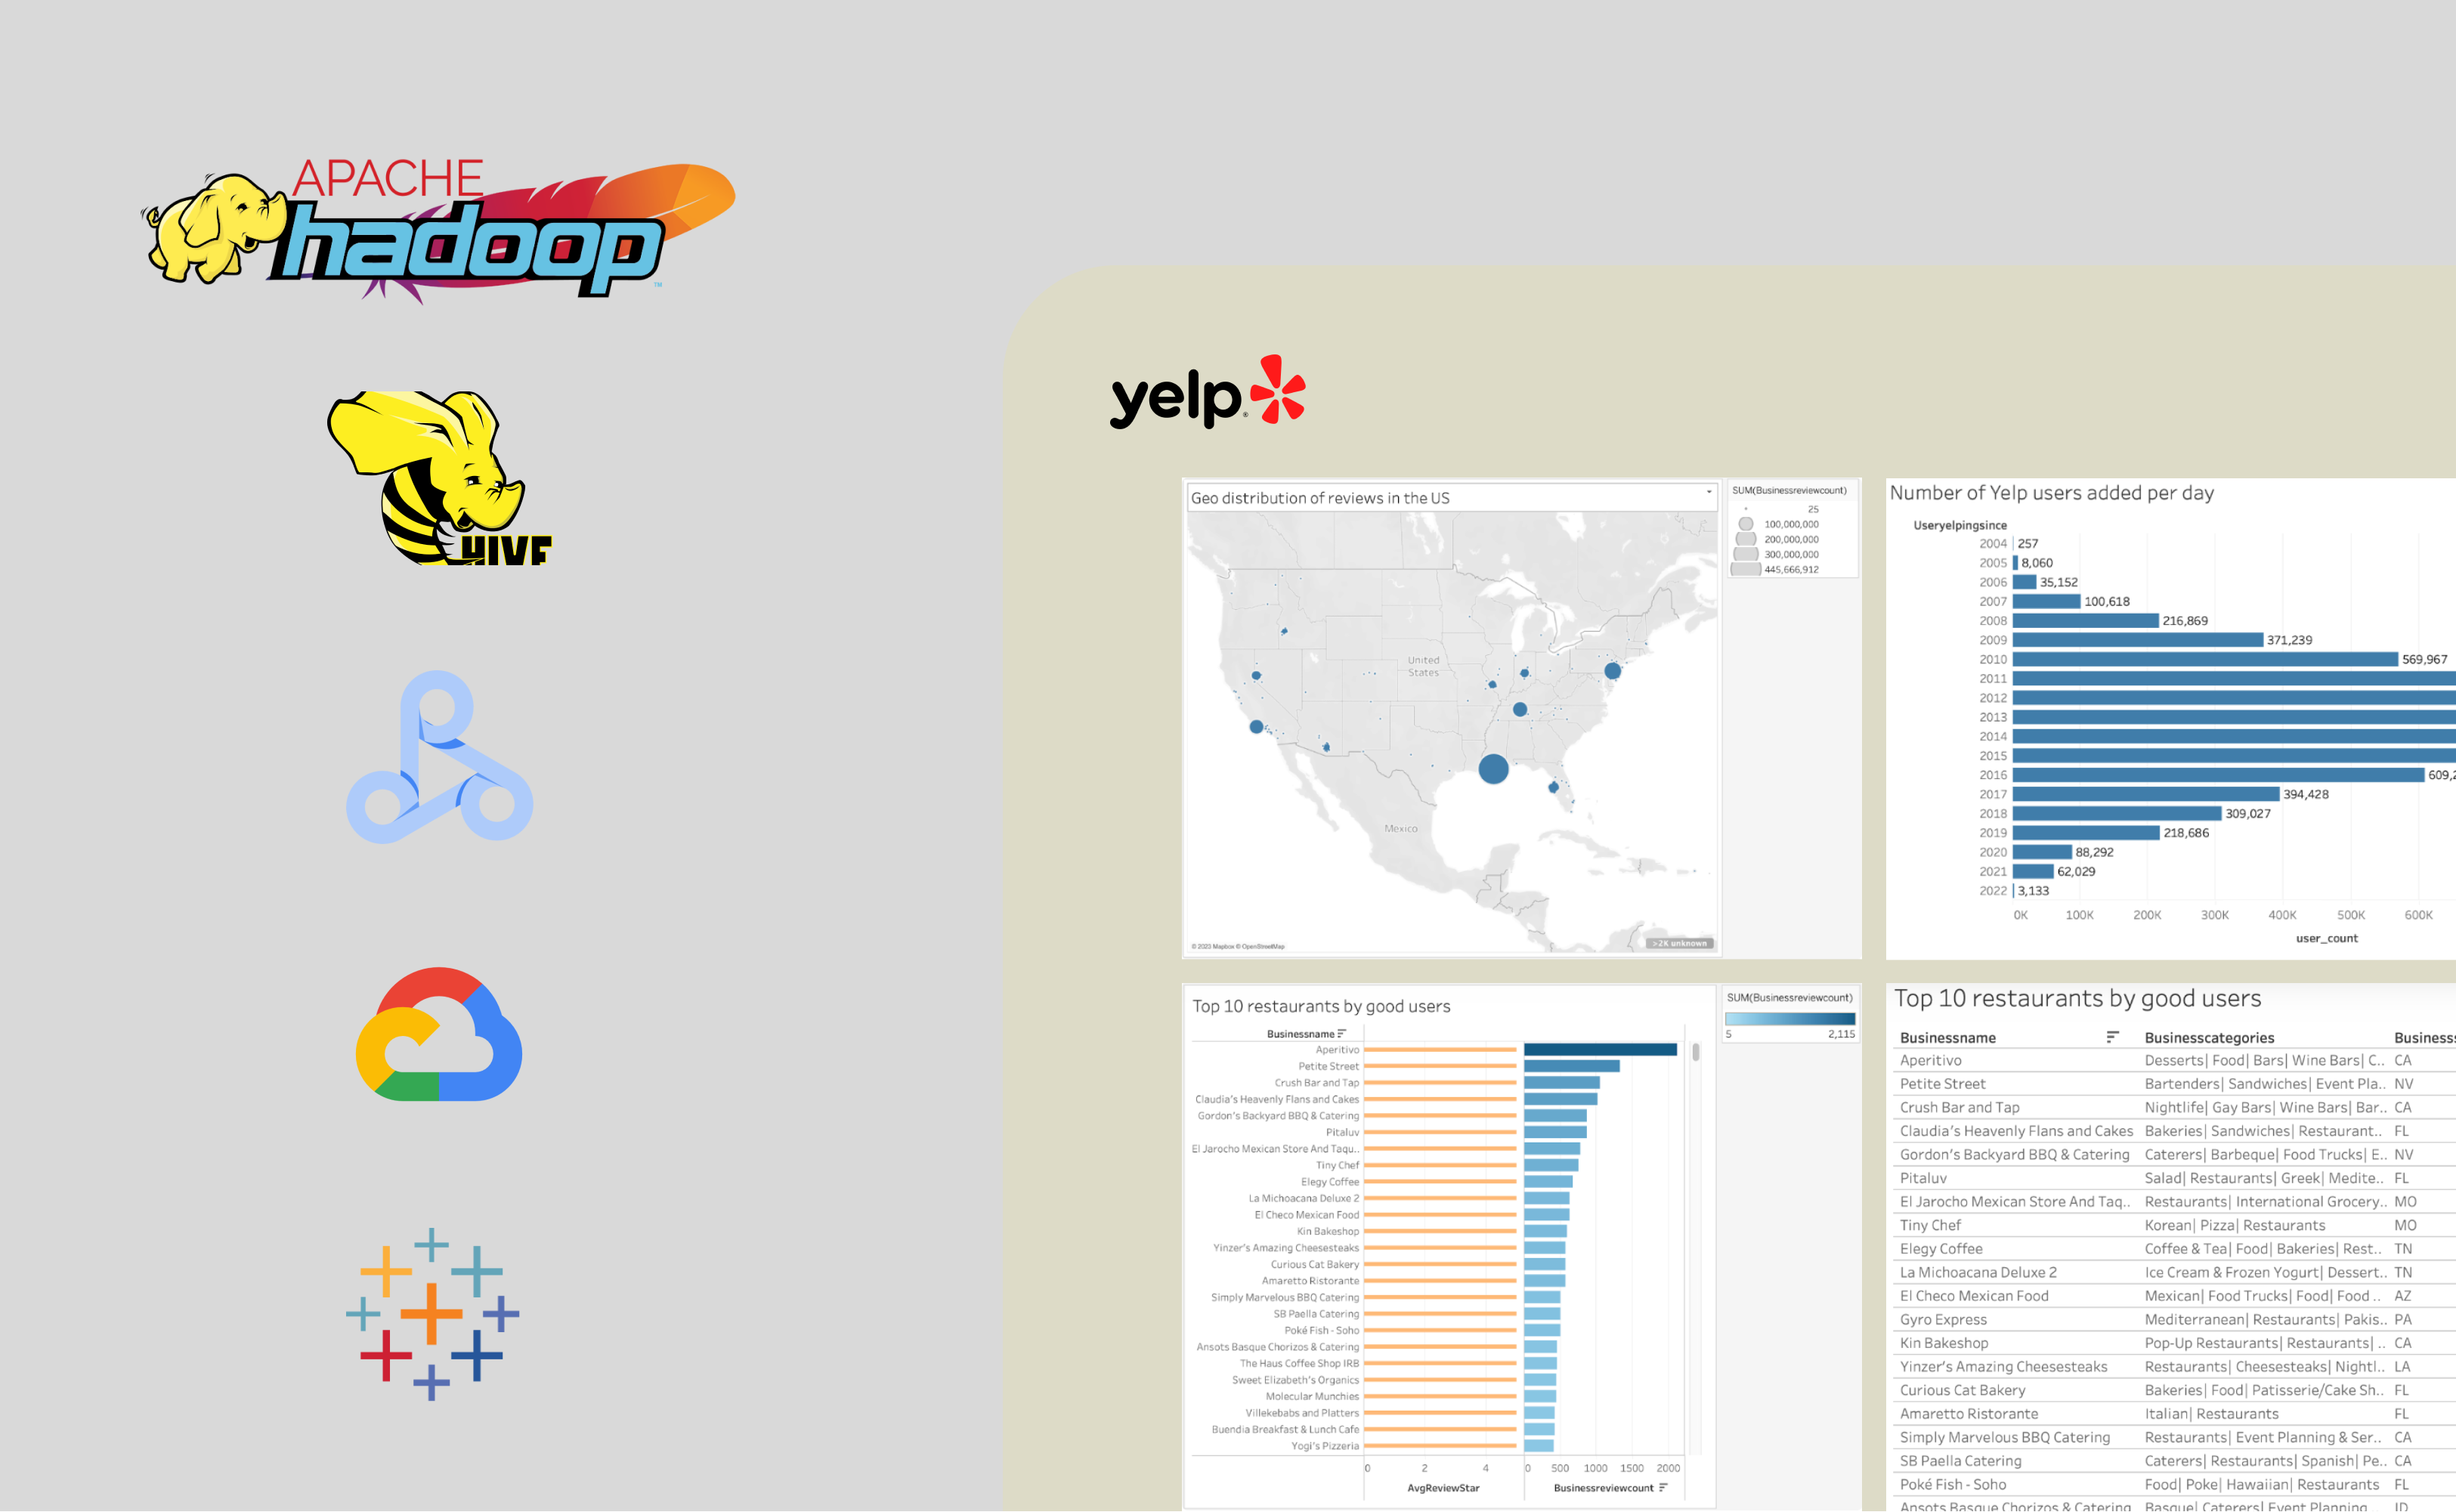 APACHE
hadoop
TM
HIVE
yelp
Geo distribution of reviews in the US
United
States
Mexico
© 2023 Mapbox © OpenStreetMap
>2K unknown
SUM(Businessreviewcount)
25
100,000,000
200,000,000
300,000,000
445,666,912
Number of Yelp users added per day
Useryelpingsince
2004 257
2005 8,060
2006 35,152
2007 100,618
2008 216,869
2009 371,239
2010 569,967
2011
2012
2013
2014
2015
2016 609,2
2017 394,428
2018 309,027
2019 218,686
2020 88,292
2021 62,029
2022 3,133
0K 100K 200K 300K 400K 500K 600K
user_count
Top 10 restaurants by good users
Businessname
Aperitivo
Petite Street
Crush Bar and Tap
Claudia's Heavenly Flans and Cakes
Gordon's Backyard BBQ & Catering
Pitaluv
El Jarocho Mexican Store And Taqu..
Tiny Chef
Elegy Coffee
La Michoacana Deluxe 2
El Checo Mexican Food
Kin Bakeshop
Yinzer's Amazing Cheesesteaks
Curious Cat Bakery
Amaretto Ristorante
Simply Marvelous BBQ Catering
SB Paella Catering
Poké Fish - Soho
Ansots Basque Chorizos & Catering
The Haus Coffee Shop IRB
Sweet Elizabeth's Organics
Molecular Munchies
Villekebabs and Platters
Buendia Breakfast & Lunch Cafe
Yogi's Pizzeria
0 2 4 0 500 1000 1500 2000
AvgReviewStar Businessreviewcount
SUM(Businessreviewcount)
5 2,115
Top 10 restaurants by good users
Businessname Businesscategories Businesss
Aperitivo Desserts| Food| Bars| Wine Bars| C.. CA
Petite Street Bartenders| Sandwiches| Event Pla.. NV
Crush Bar and Tap Nightlife| Gay Bars| Wine Bars| Bar.. CA
Claudia's Heavenly Flans and Cakes Bakeries| Sandwiches| Restaurant.. FL
Gordon's Backyard BBQ & Catering Caterers| Barbeque| Food Trucks| E.. NV
Pitaluv Salad| Restaurants| Greek| Medite.. FL
El Jarocho Mexican Store And Taq.. Restaurants| International Grocery.. MO
Tiny Chef Korean| Pizza| Restaurants MO
Elegy Coffee Coffee & Tea| Food| Bakeries| Rest.. TN
La Michoacana Deluxe 2 Ice Cream & Frozen Yogurt| Dessert.. TN
El Checo Mexican Food Mexican| Food Trucks| Food| Food .. AZ
Gyro Express Mediterranean| Restaurants| Pakis.. PA
Kin Bakeshop Pop-Up Restaurants| Restaurants| .. CA
Yinzer's Amazing Cheesesteaks Restaurants| Cheesesteaks| Nightl.. LA
Curious Cat Bakery Bakeries| Food| Patisserie/Cake Sh.. FL
Amaretto Ristorante Italian| Restaurants FL
Simply Marvelous BBQ Catering Restaurants| Event Planning & Ser.. CA
SB Paella Catering Caterers| Restaurants| Spanish| Pe.. CA
Poké Fish - Soho Food| Poke| Hawaiian| Restaurants FL
Ansots Basque Chorizos & Catering Basque| Caterers| Event Planning ID